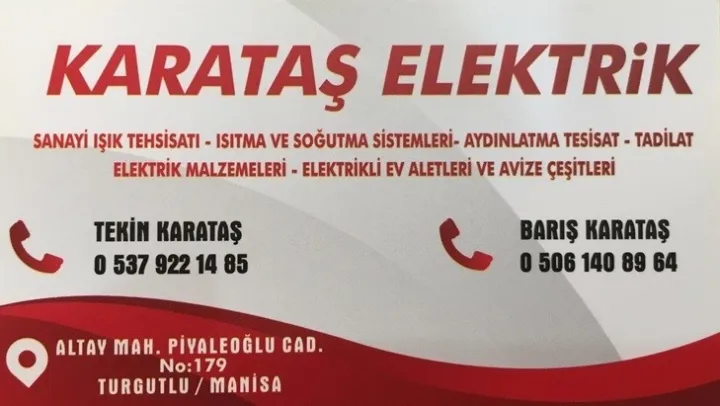 KARATAŞ ELEKTRiK
SANAYİ IŞIK TEHSİSATI - ISITMA VE SOĞUTMA SİSTEMLERİ- AYDINLATMA TESİSAT - TADİLAT
ELEKTRİK MALZEMELERİ - ELEKTRİKLİ EV ALETLERİ VE AVİZE ÇEŞİTLERİ
TEKİN KARATAŞ
0 537 922 14 85
BARIŞ KARATAŞ
0 506 140 89 64
ALTAY MAH. PİYALEOĞLU CAD.
No:179
TURGUTLU / MANİSA